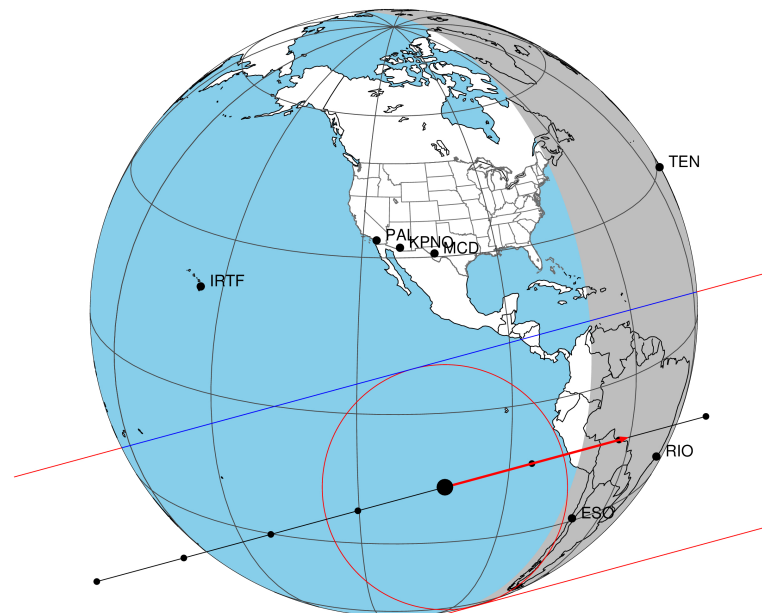 TEN
PAL
KPNO
MCD
IRTF
RIO
ESO